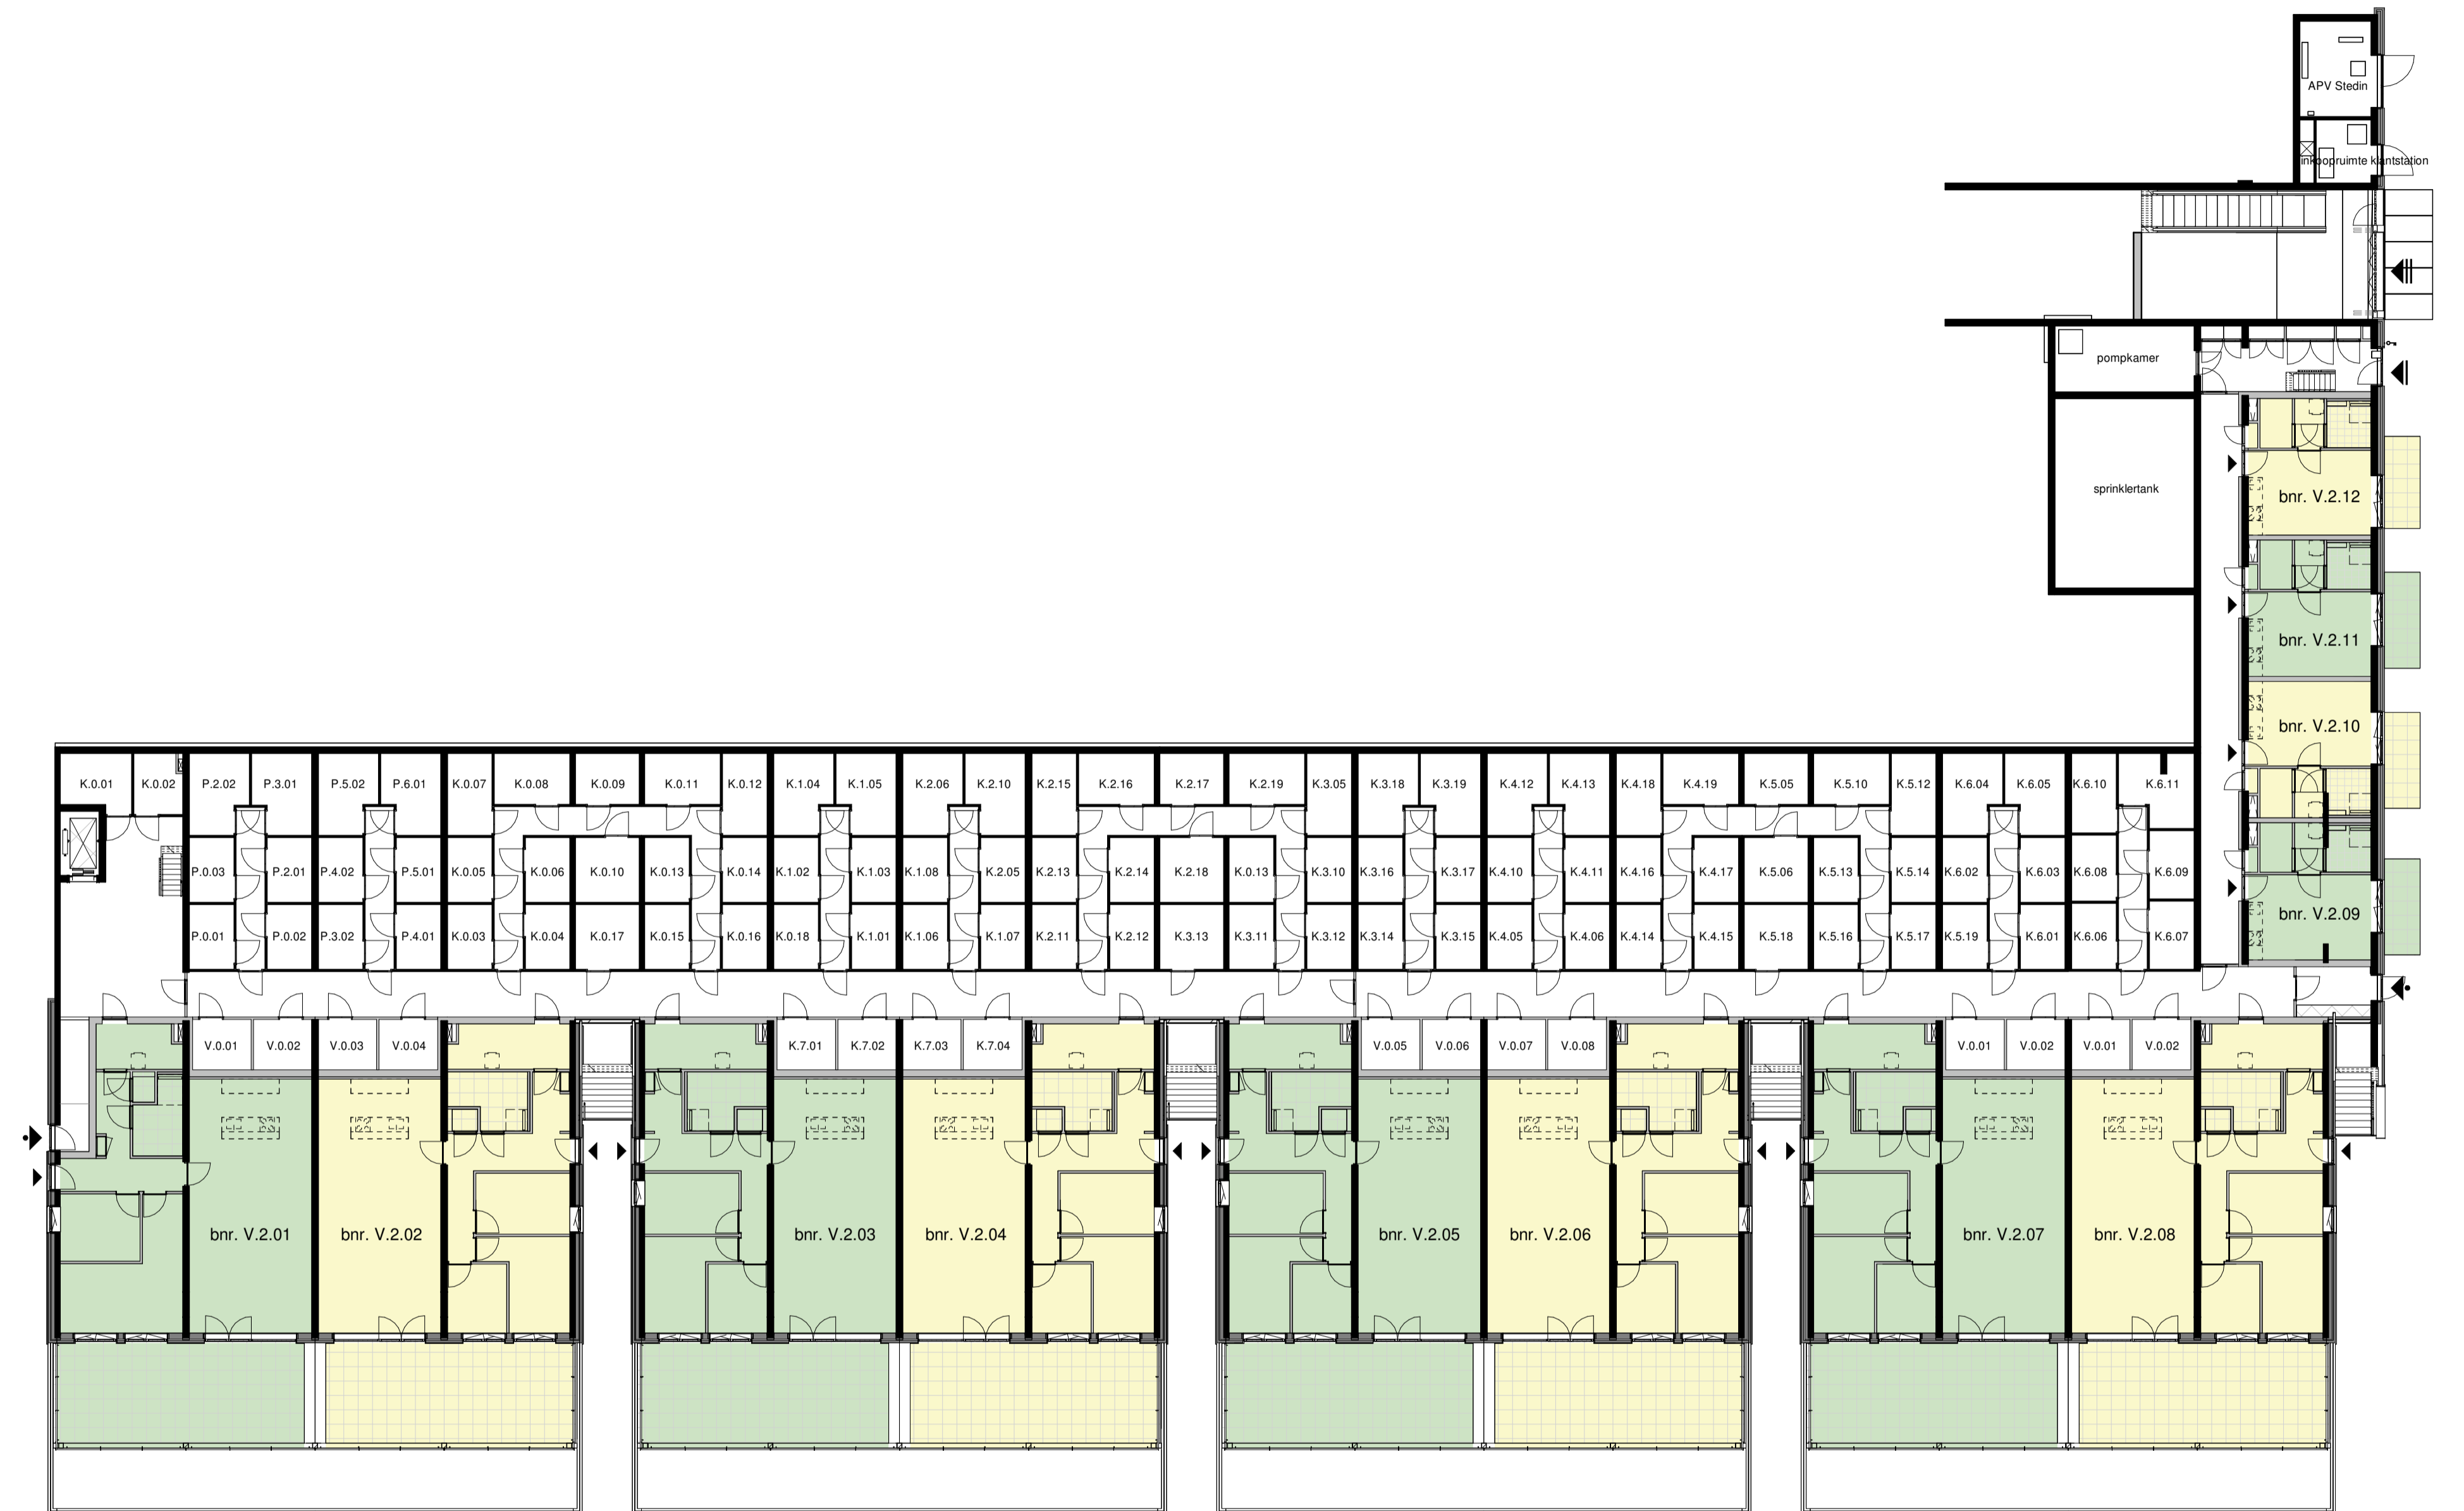 APV Stedin
inkoopruimte klantstation
pompkamer
sprinklertank
bnr. V.2.12
bnr. V.2.11
bnr. V.2.10
bnr. V.2.09
K.0.01 K.0.02 P.2.02 P.3.01 P.5.02 P.6.01 K.0.07 K.0.08 K.0.09 K.0.11 K.0.12 K.1.04 K.1.05 K.2.06 K.2.10 K.2.15 K.2.16 K.2.17 K.2.19 K.3.05 K.3.18 K.3.19 K.4.12 K.4.13 K.4.18 K.4.19 K.5.05 K.5.10 K.5.12 K.6.04 K.6.05 K.6.10 K.6.11
P.0.03 P.2.01 P.4.02 P.5.01 K.0.05 K.0.06 K.0.10 K.0.13 K.0.14 K.1.02 K.1.03 K.1.08 K.2.05 K.2.13 K.2.14 K.2.18 K.0.13 K.3.10 K.3.16 K.3.17 K.4.10 K.4.11 K.4.16 K.4.17 K.5.06 K.5.13 K.5.14 K.6.02 K.6.03 K.6.08 K.6.09
P.0.01 P.0.02 P.3.02 P.4.01 K.0.03 K.0.04 K.0.17 K.0.15 K.0.16 K.0.18 K.1.01 K.1.06 K.1.07 K.2.11 K.2.12 K.3.13 K.3.11 K.3.12 K.3.14 K.3.15 K.4.05 K.4.06 K.4.14 K.4.15 K.5.18 K.5.16 K.5.17 K.5.19 K.6.01 K.6.06 K.6.07
V.0.01 V.0.02 V.0.03 V.0.04 K.7.01 K.7.02 K.7.03 K.7.04 V.0.05 V.0.06 V.0.07 V.0.08 V.0.01 V.0.02 V.0.01 V.0.02
bnr. V.2.01 bnr. V.2.02 bnr. V.2.03 bnr. V.2.04 bnr. V.2.05 bnr. V.2.06 bnr. V.2.07 bnr. V.2.08